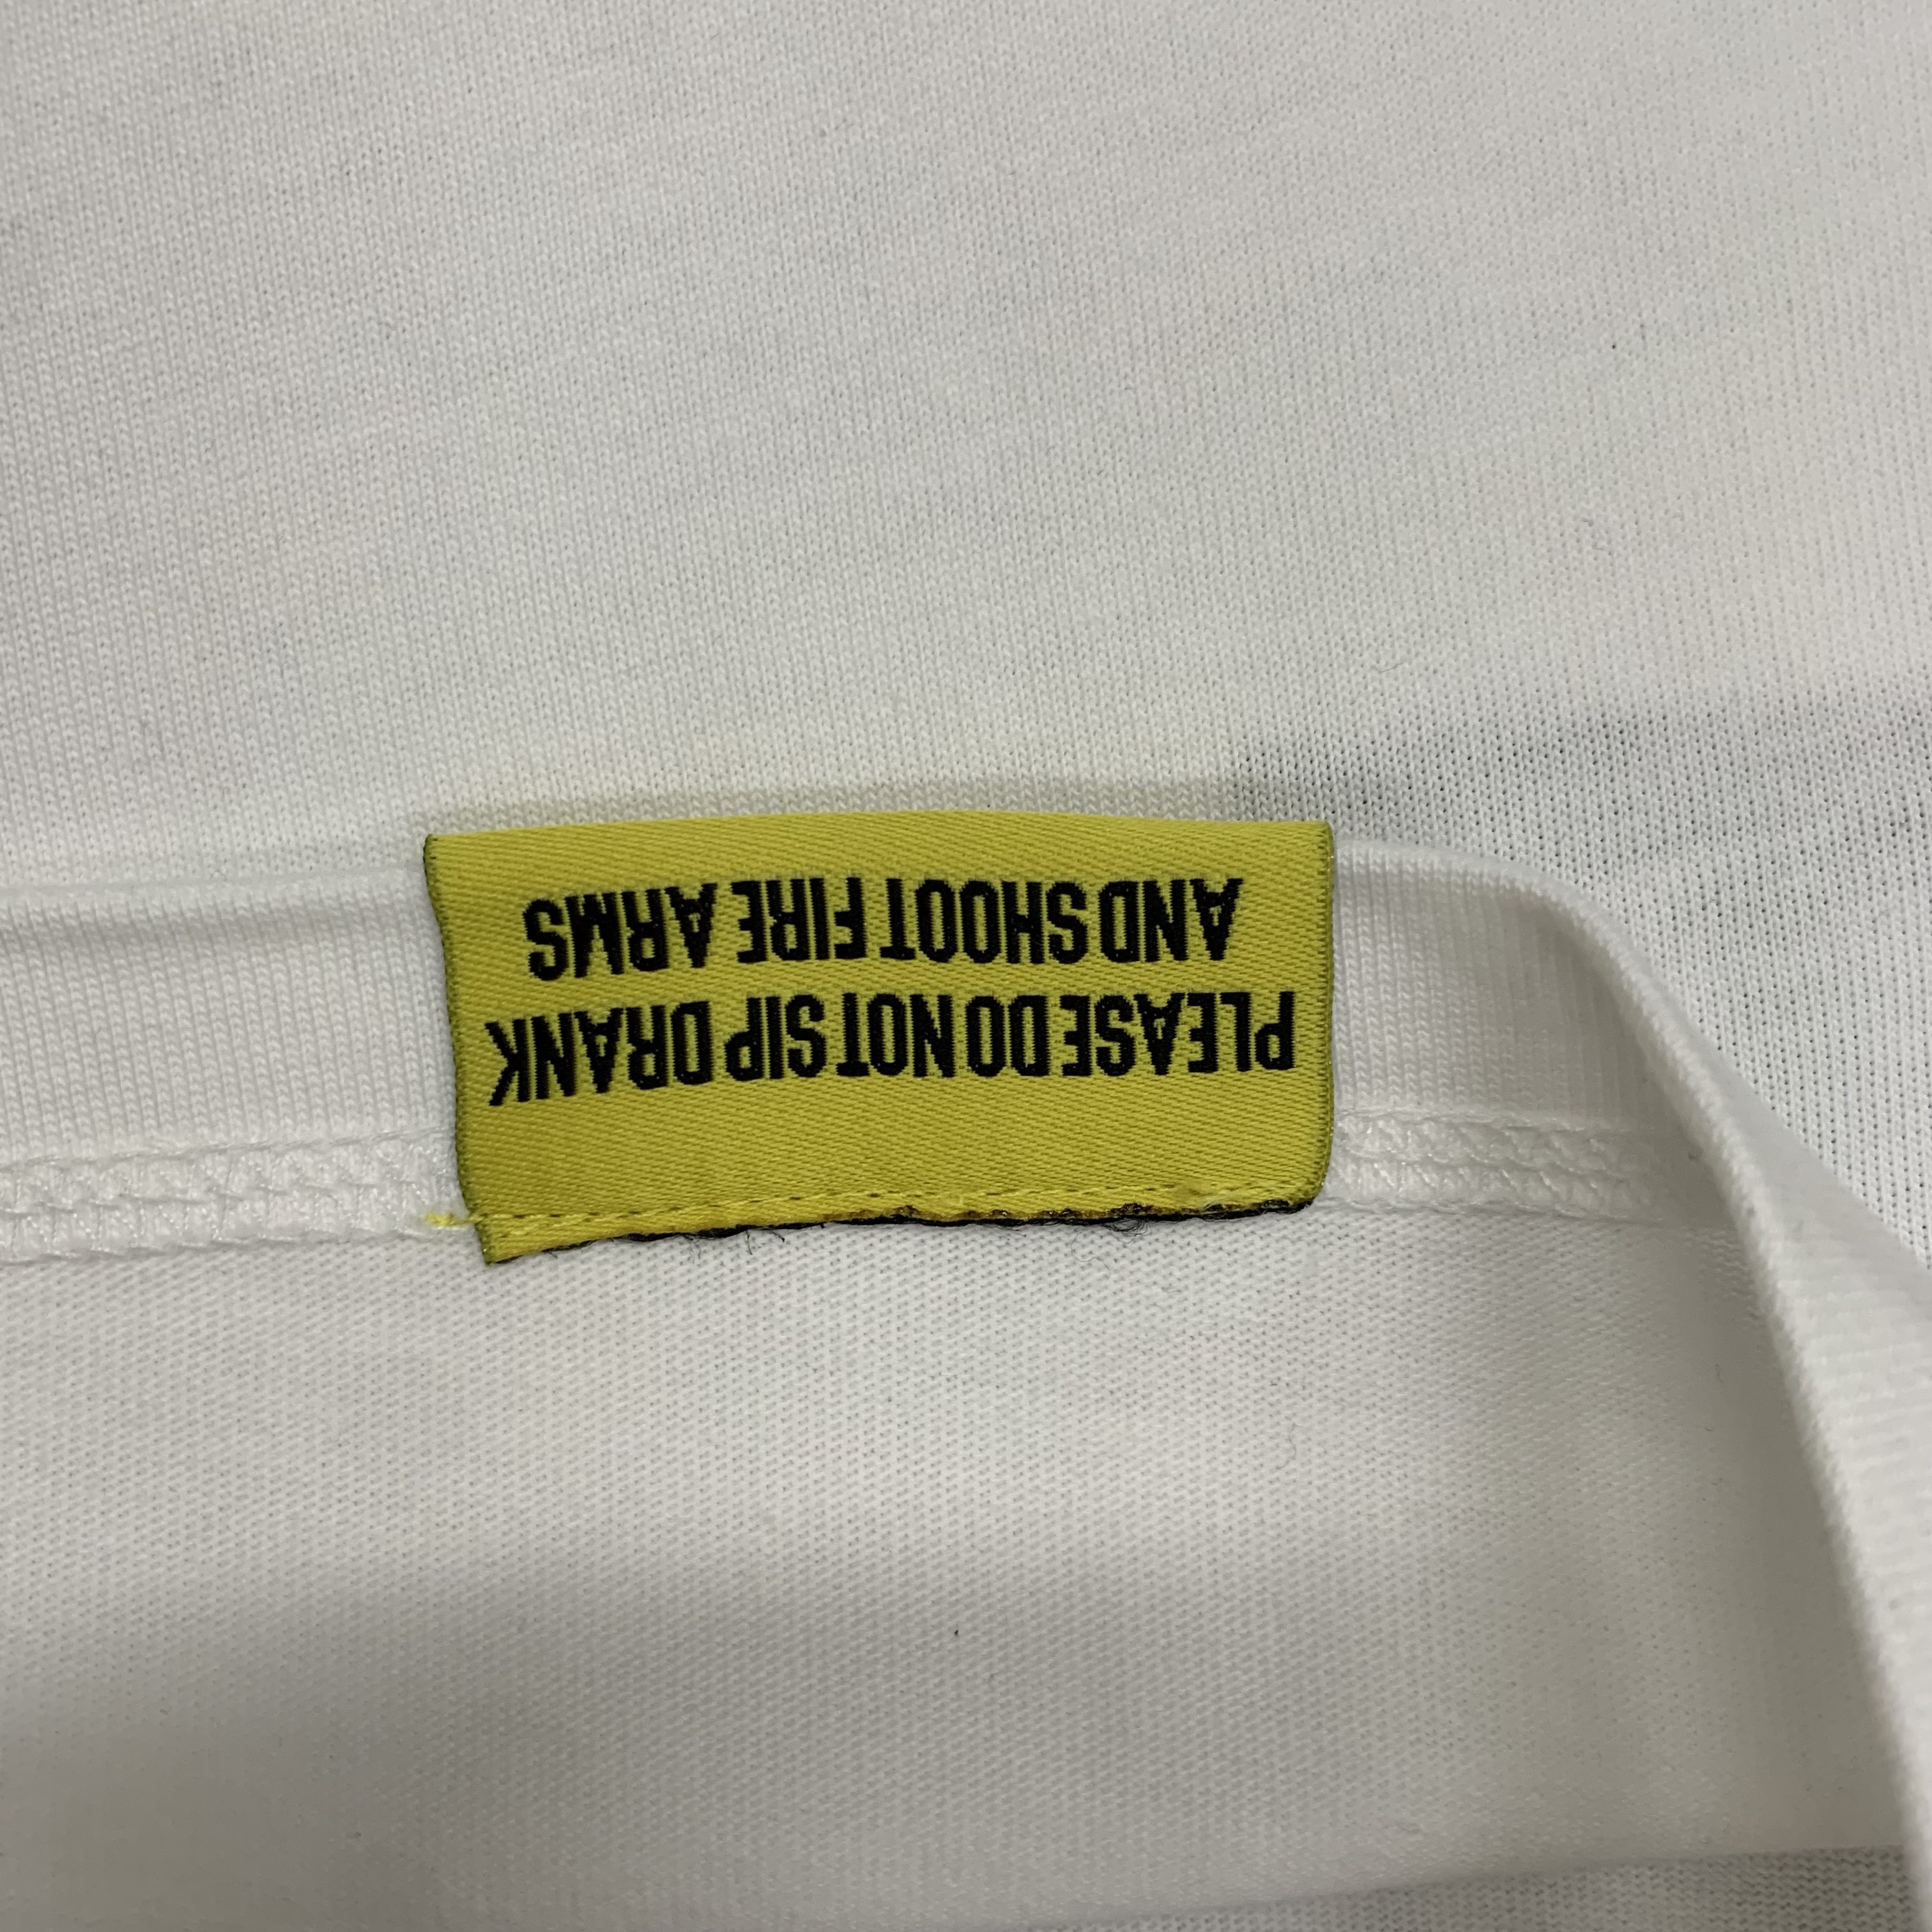 PLEASE DO NOT SIP DRANK
AND SHOOT FIRE ARMS